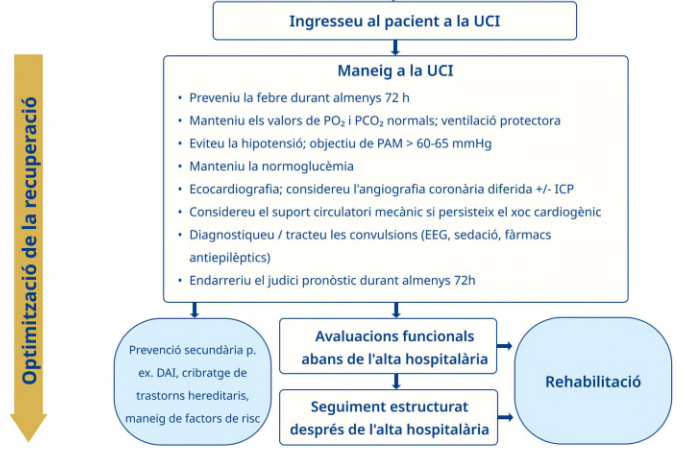 Ingresseu al pacient a la UCI
Optimització de la recuperació
Maneig a la UCI
• Preveniu la febre durant almenys 72 h
• Manteniu els valors de PO₂ i PCO₂ normals; ventilació protectora
• Eviteu la hipotensió; objectiu de PAM > 60-65 mmHg
• Manteniu la normoglucèmia
• Ecocardiografia; considereu l'angiografia coronària diferida +/- ICP
• Considereu el suport circulatori mecànic si persisteix el xoc cardiogènic
• Diagnostiqueu / tracteu les convulsions (EEG, sedació, fàrmacs
antiepilèptics)
• Endarreriu el judici pronòstic durant almenys 72h
Prevenció secundària p.
ex. DAI, cribratge de
trastorns hereditaris,
maneig de factors de risc
Avaluacions funcionals
abans de l'alta hospitalària
Seguiment estructurat
després de l'alta hospitalària
Rehabilitació